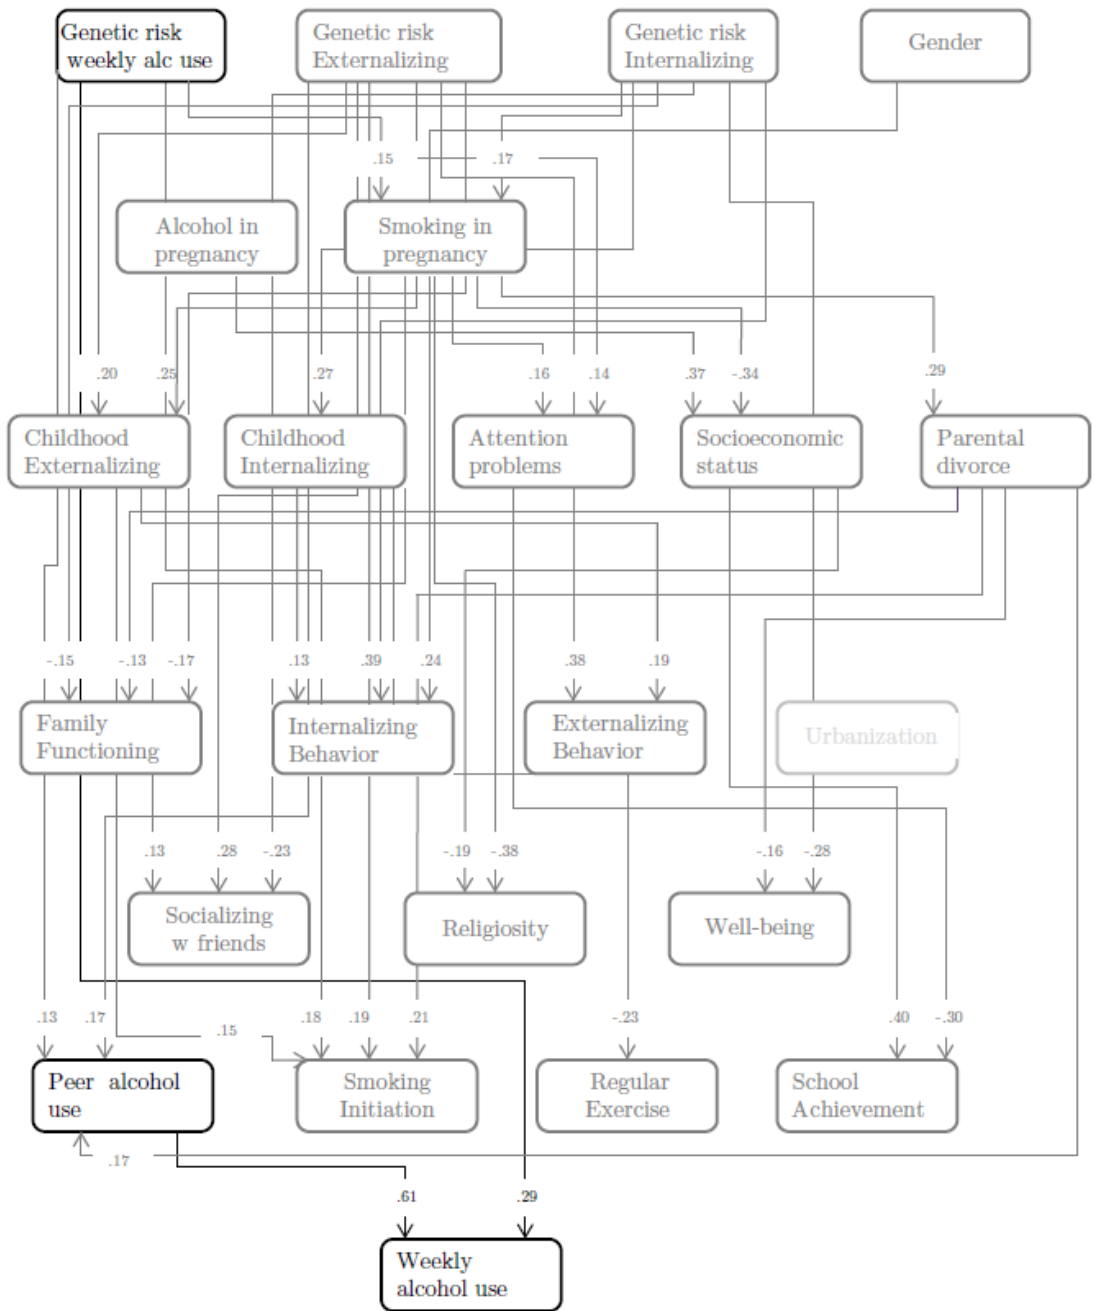 Genetic risk
weekly alc use
Genetic risk
Externalizing
Genetic risk
Internalizing
Gender
.15
.17
Alcohol in
pregnancy
Smoking in
pregnancy
.20
.25
.27
.16
.14
.37
-.34
.29
Childhood
Externalizing
Childhood
Internalizing
Attention
problems
Socioeconomic
status
Parental
divorce
-.15
-.13
-.17
.13
.39
.24
.38
.19
Family
Functioning
Internalizing
Behavior
Externalizing
Behavior
Urbanization
.13
.28
-.23
-.19
-.38
-.16
-.28
Socializing
w friends
Religiosity
Well-being
.13
.17
.15
.18
.19
.21
-.23
.40
-.30
Peer alcohol
use
Smoking
Initiation
Regular
Exercise
School
Achievement
.17
.61
.29
Weekly
alcohol use